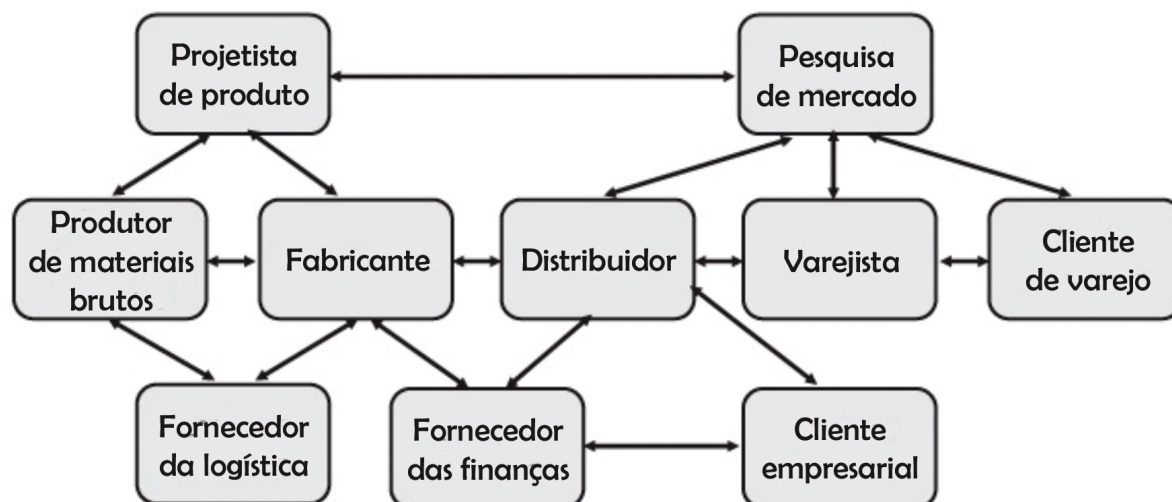 Projetista
de produto
Pesquisa
de mercado
Produtor
de materiais
brutos
Fabricante
Distribuidor
Varejista
Cliente
de varejo
Fornecedor
da logística
Fornecedor
das finanças
Cliente
empresarial